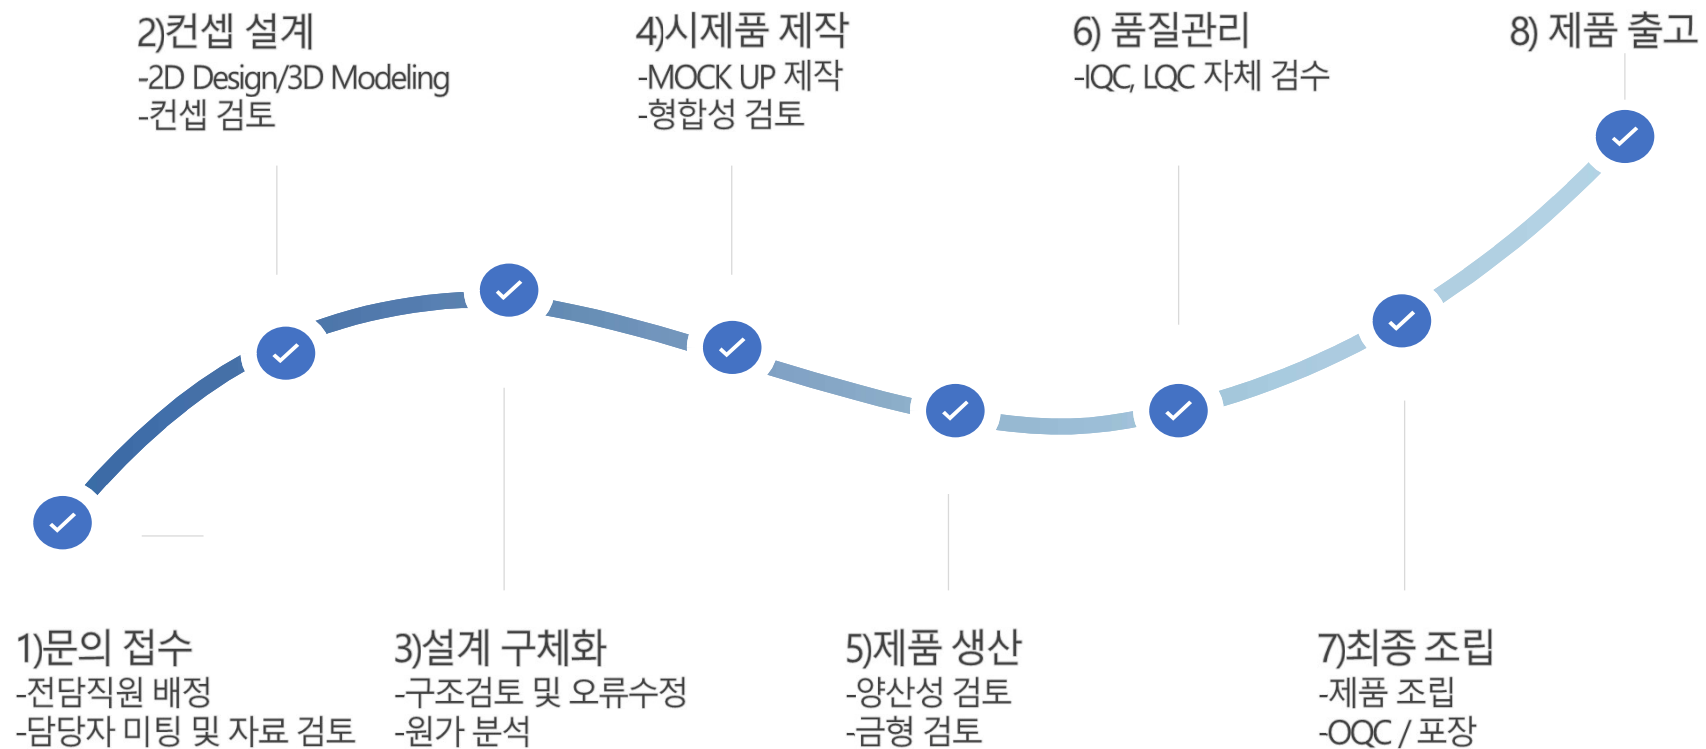 1)문의 접수
-전담직원 배정
-담당자 미팅 및 자료 검토
2)컨셉 설계
-2D Design/3D Modeling
-컨셉 검토
3)설계 구체화
-구조검토 및 오류수정
-원가 분석
4)시제품 제작
-MOCK UP 제작
-형합성 검토
5)제품 생산
-양산성 검토
-금형 검토
6) 품질관리
-IQC, LQC 자체 검수
7)최종 조립
-제품 조립
-OQC / 포장
8) 제품 출고